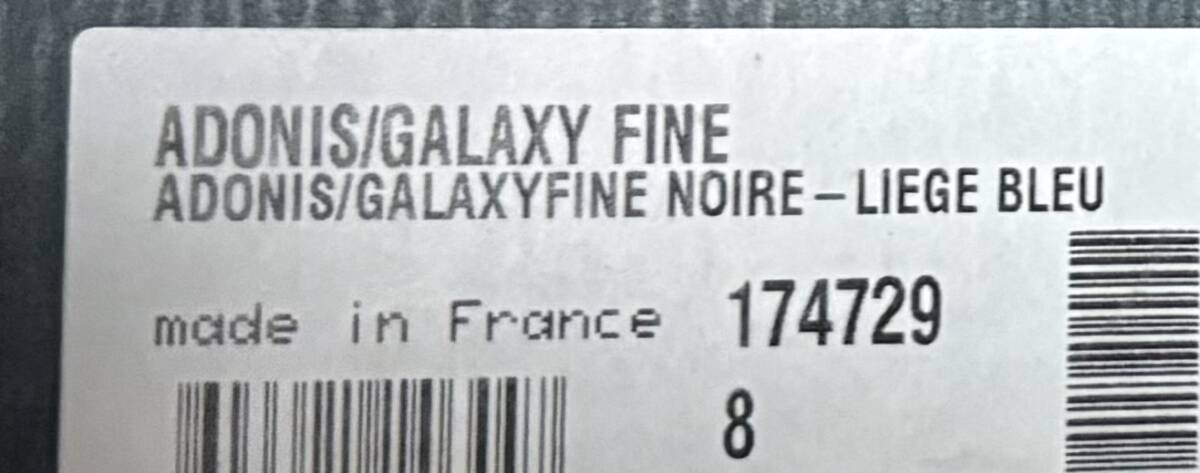 ADONIS/GALAXY FINE
ADONIS/GALAXYFINE NOIRE–LIEGE BLEU
made in France 174729
8